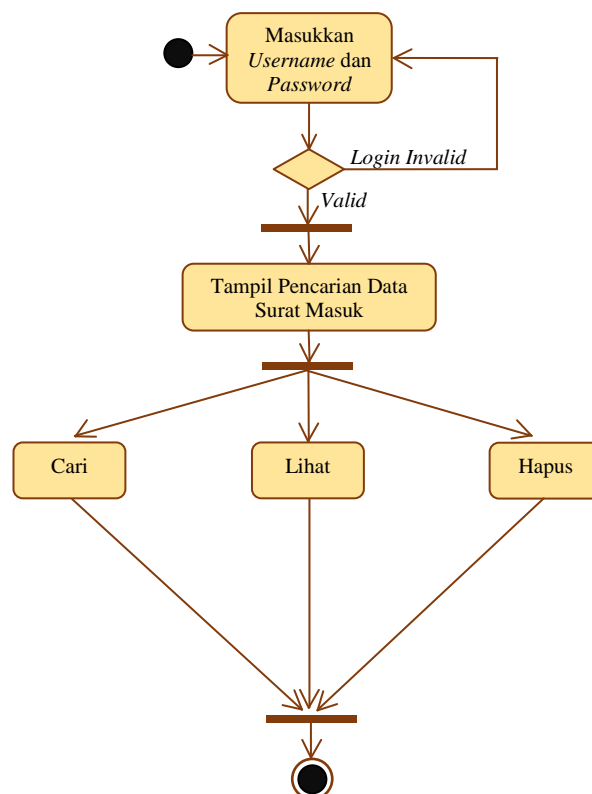 Masukkan
Username dan
Password
Login Invalid
Valid
Tampil Pencarian Data
Surat Masuk
Cari
Lihat
Hapus